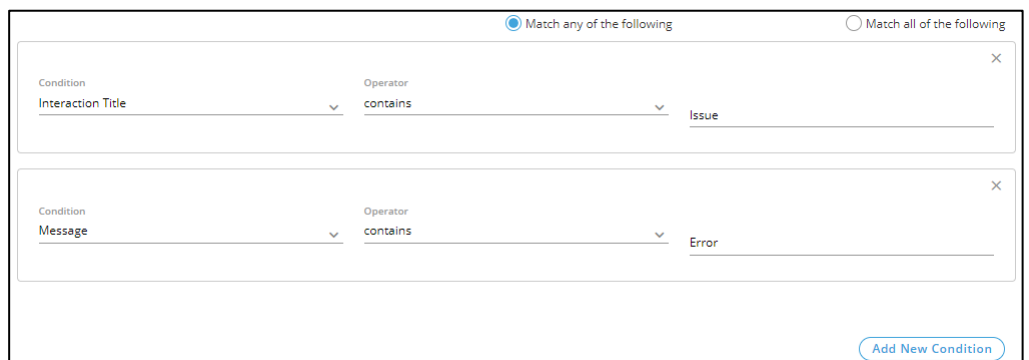 Match any of the following
Match all of the following
Condition
Operator
Interaction Title
contains
Issue
Condition
Operator
Message
contains
Error
Add New Condition